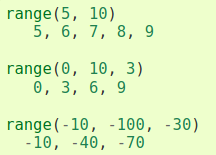 range(5, 10)
5, 6, 7, 8, 9
range(0, 10, 3)
0, 3, 6, 9
range(-10, -100, -30)
-10, -40, -70